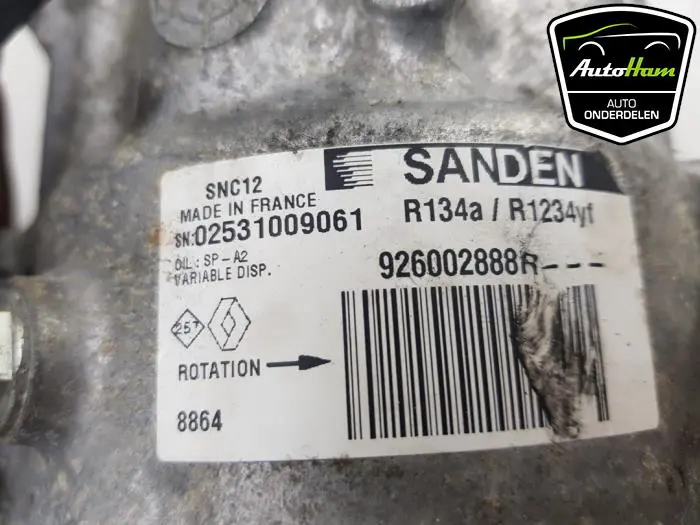 AutoHam
AUTO
ONDERDELEN
SANDEN
SNC12
MADE IN FRANCE
SN:02531009061
R134a / R1234yf
OIL : SP-A2
VARIABLE DISP.
926002888R---
25T
ROTATION
8864